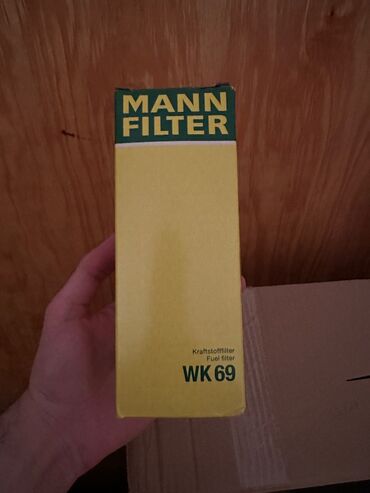 MANN
FILTER
Kraftstofffilter
Fuel filter
WK 69